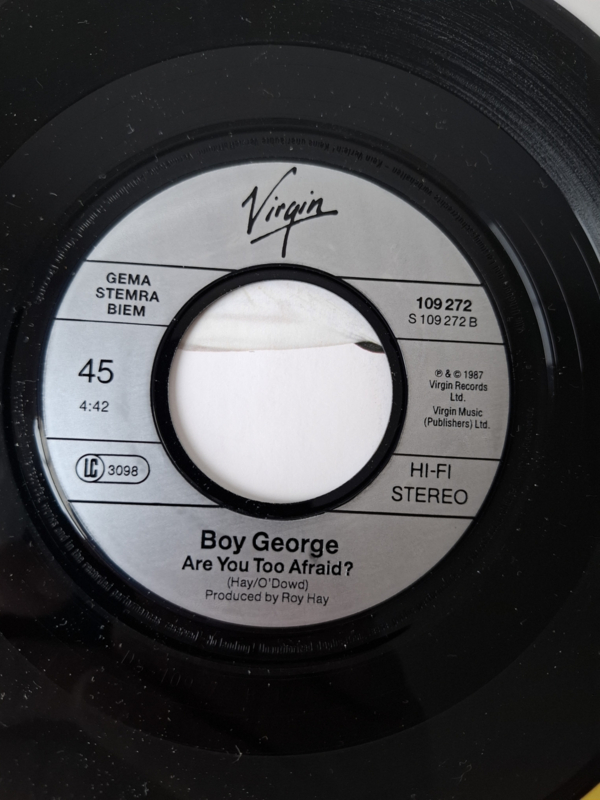 Virgin
GEMA
STEMRA
BIEM
109 272
S 109 272 B
45
4:42
℗ & © 1987
Virgin Records
Ltd.
Virgin Music
(Publishers) Ltd.
LC 3098
HI-FI
STEREO
Boy George
Are You Too Afraid?
(Hay/O'Dowd)
Produced by Roy Hay